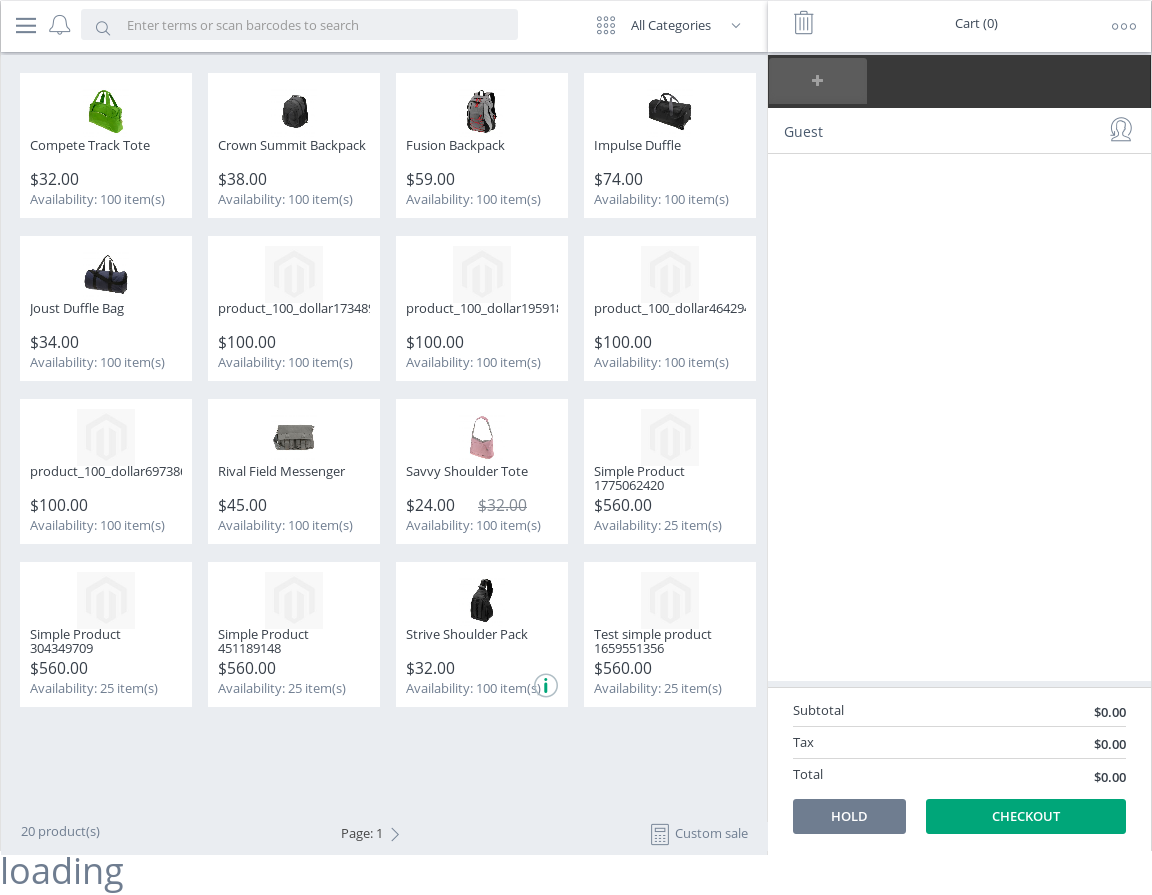 Enter terms or scan barcodes to search
All Categories
Cart (0)
Guest
Compete Track Tote
$32.00
Availability: 100 item(s)
Crown Summit Backpack
$38.00
Availability: 100 item(s)
Fusion Backpack
$59.00
Availability: 100 item(s)
Impulse Duffle
$74.00
Availability: 100 item(s)
Joust Duffle Bag
$34.00
Availability: 100 item(s)
product_100_dollar17348
$100.00
Availability: 100 item(s)
product_100_dollar19591
$100.00
Availability: 100 item(s)
product_100_dollar46429
$100.00
Availability: 100 item(s)
product_100_dollar69738
$100.00
Availability: 100 item(s)
Rival Field Messenger
$45.00
Availability: 100 item(s)
Savvy Shoulder Tote
$24.00 $32.00
Availability: 100 item(s)
Simple Product
1775062420
$560.00
Availability: 25 item(s)
Simple Product
304349709
$560.00
Availability: 25 item(s)
Simple Product
451189148
$560.00
Availability: 25 item(s)
Strive Shoulder Pack
$32.00
Availability: 100 item(s)
Test simple product
1659551356
$560.00
Availability: 25 item(s)
20 product(s)
Page: 1
Custom sale
Subtotal $0.00
Tax $0.00
Total $0.00
HOLD
CHECKOUT
loading